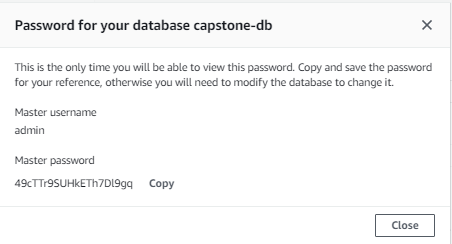 Password for your database capstone-db
This is the only time you will be able to view this password. Copy and save the password
for your reference, otherwise you will need to modify the database to change it.
Master username
admin
Master password
49cTTr9SUHkETh7Dl9gq Copy
Close